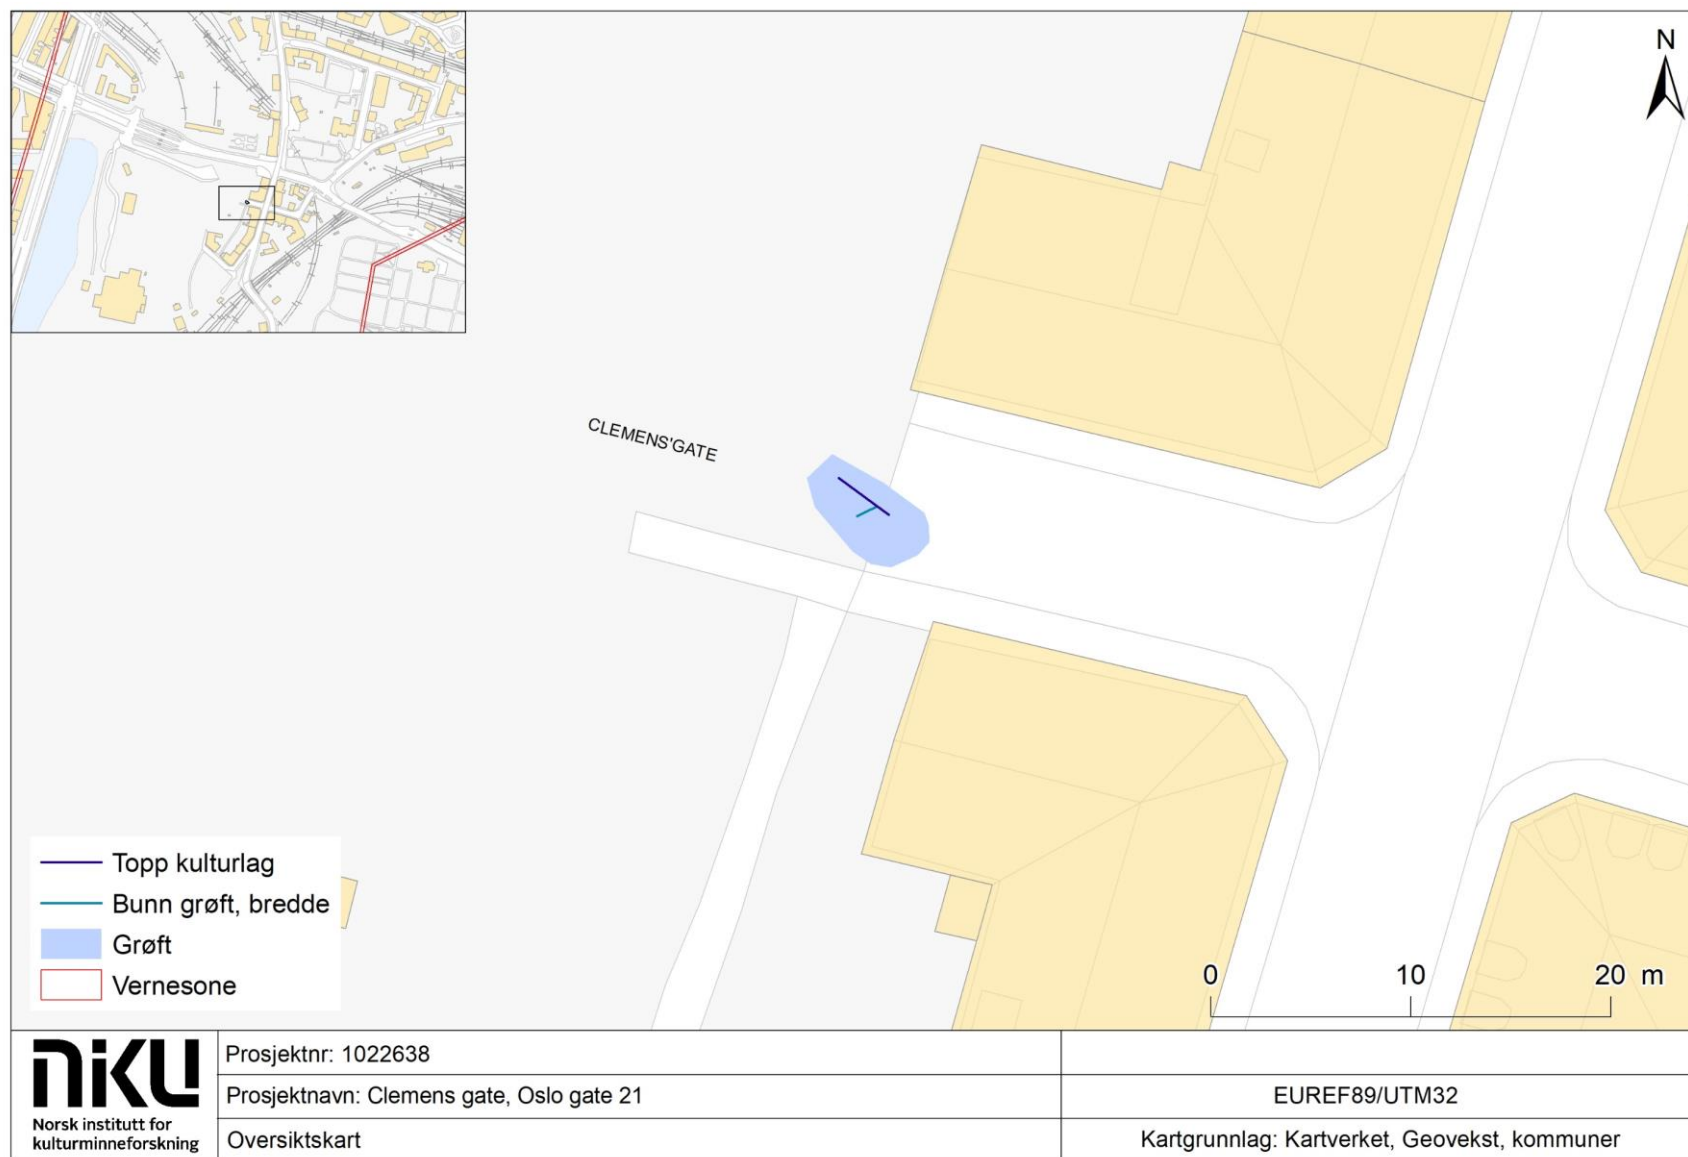 N
CLEMENS'GATE
Topp kulturlag
Bunn grøft, bredde
Grøft
Vernesone
0 10 20 m
NIKU
Norsk institutt for
kulturminneforskning
Prosjektnr: 1022638
Prosjektnavn: Clemens gate, Oslo gate 21
EUREF89/UTM32
Oversiktskart
Kartgrunnlag: Kartverket, Geovekst, kommuner